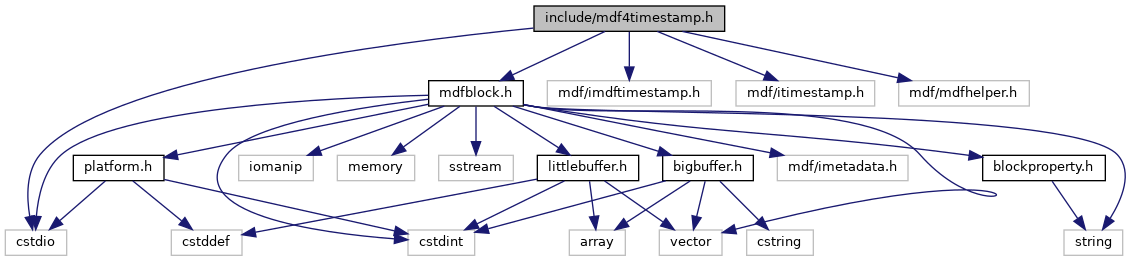 include/mdf4timestamp.h
mdfblock.h
mdf/imdftimestamp.h
mdf/itimestamp.h
mdf/mdfhelper.h
platform.h
iomanip
memory
sstream
littlebuffer.h
bigbuffer.h
mdf/imetadata.h
blockproperty.h
cstdio
cstddef
cstdint
array
vector
cstring
string